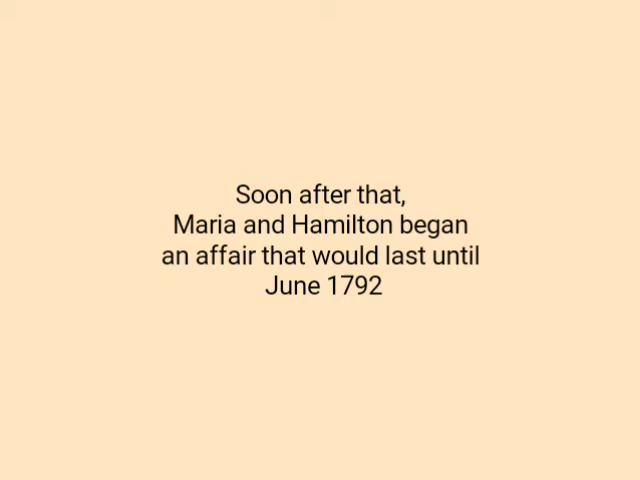 Soon after that,
Maria and Hamilton began
an affair that would last until
June 1792